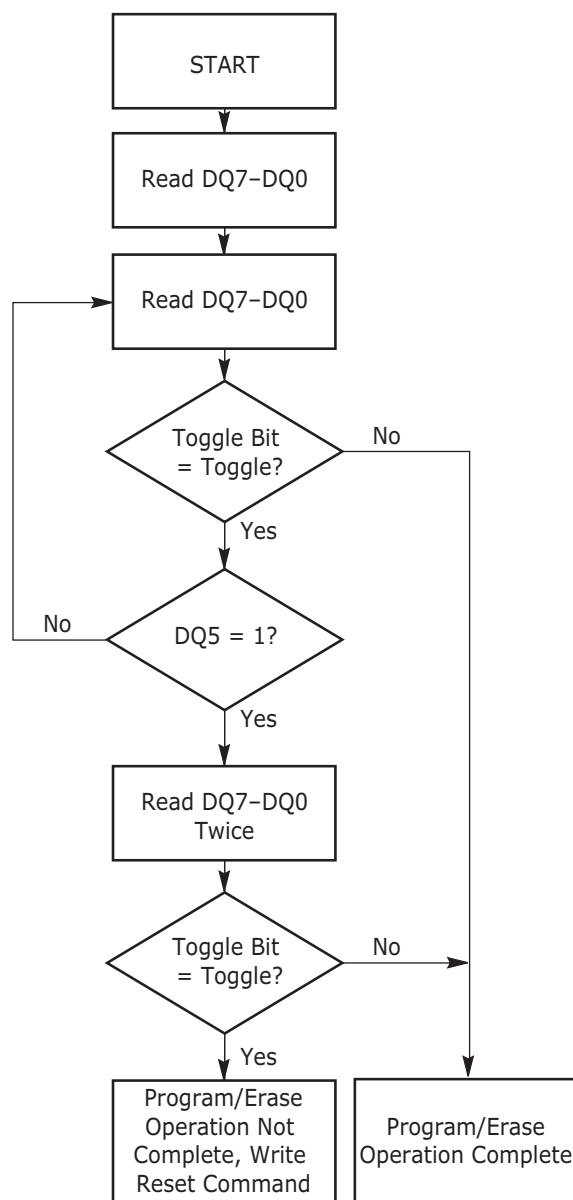 START
Read DQ7–DQ0
Read DQ7–DQ0
Toggle Bit
= Toggle?
No
Yes
DQ5 = 1?
No
Yes
Read DQ7–DQ0
Twice
Toggle Bit
= Toggle?
No
Yes
Program/Erase
Operation Not
Complete, Write
Reset Command
Program/Erase
Operation Complete